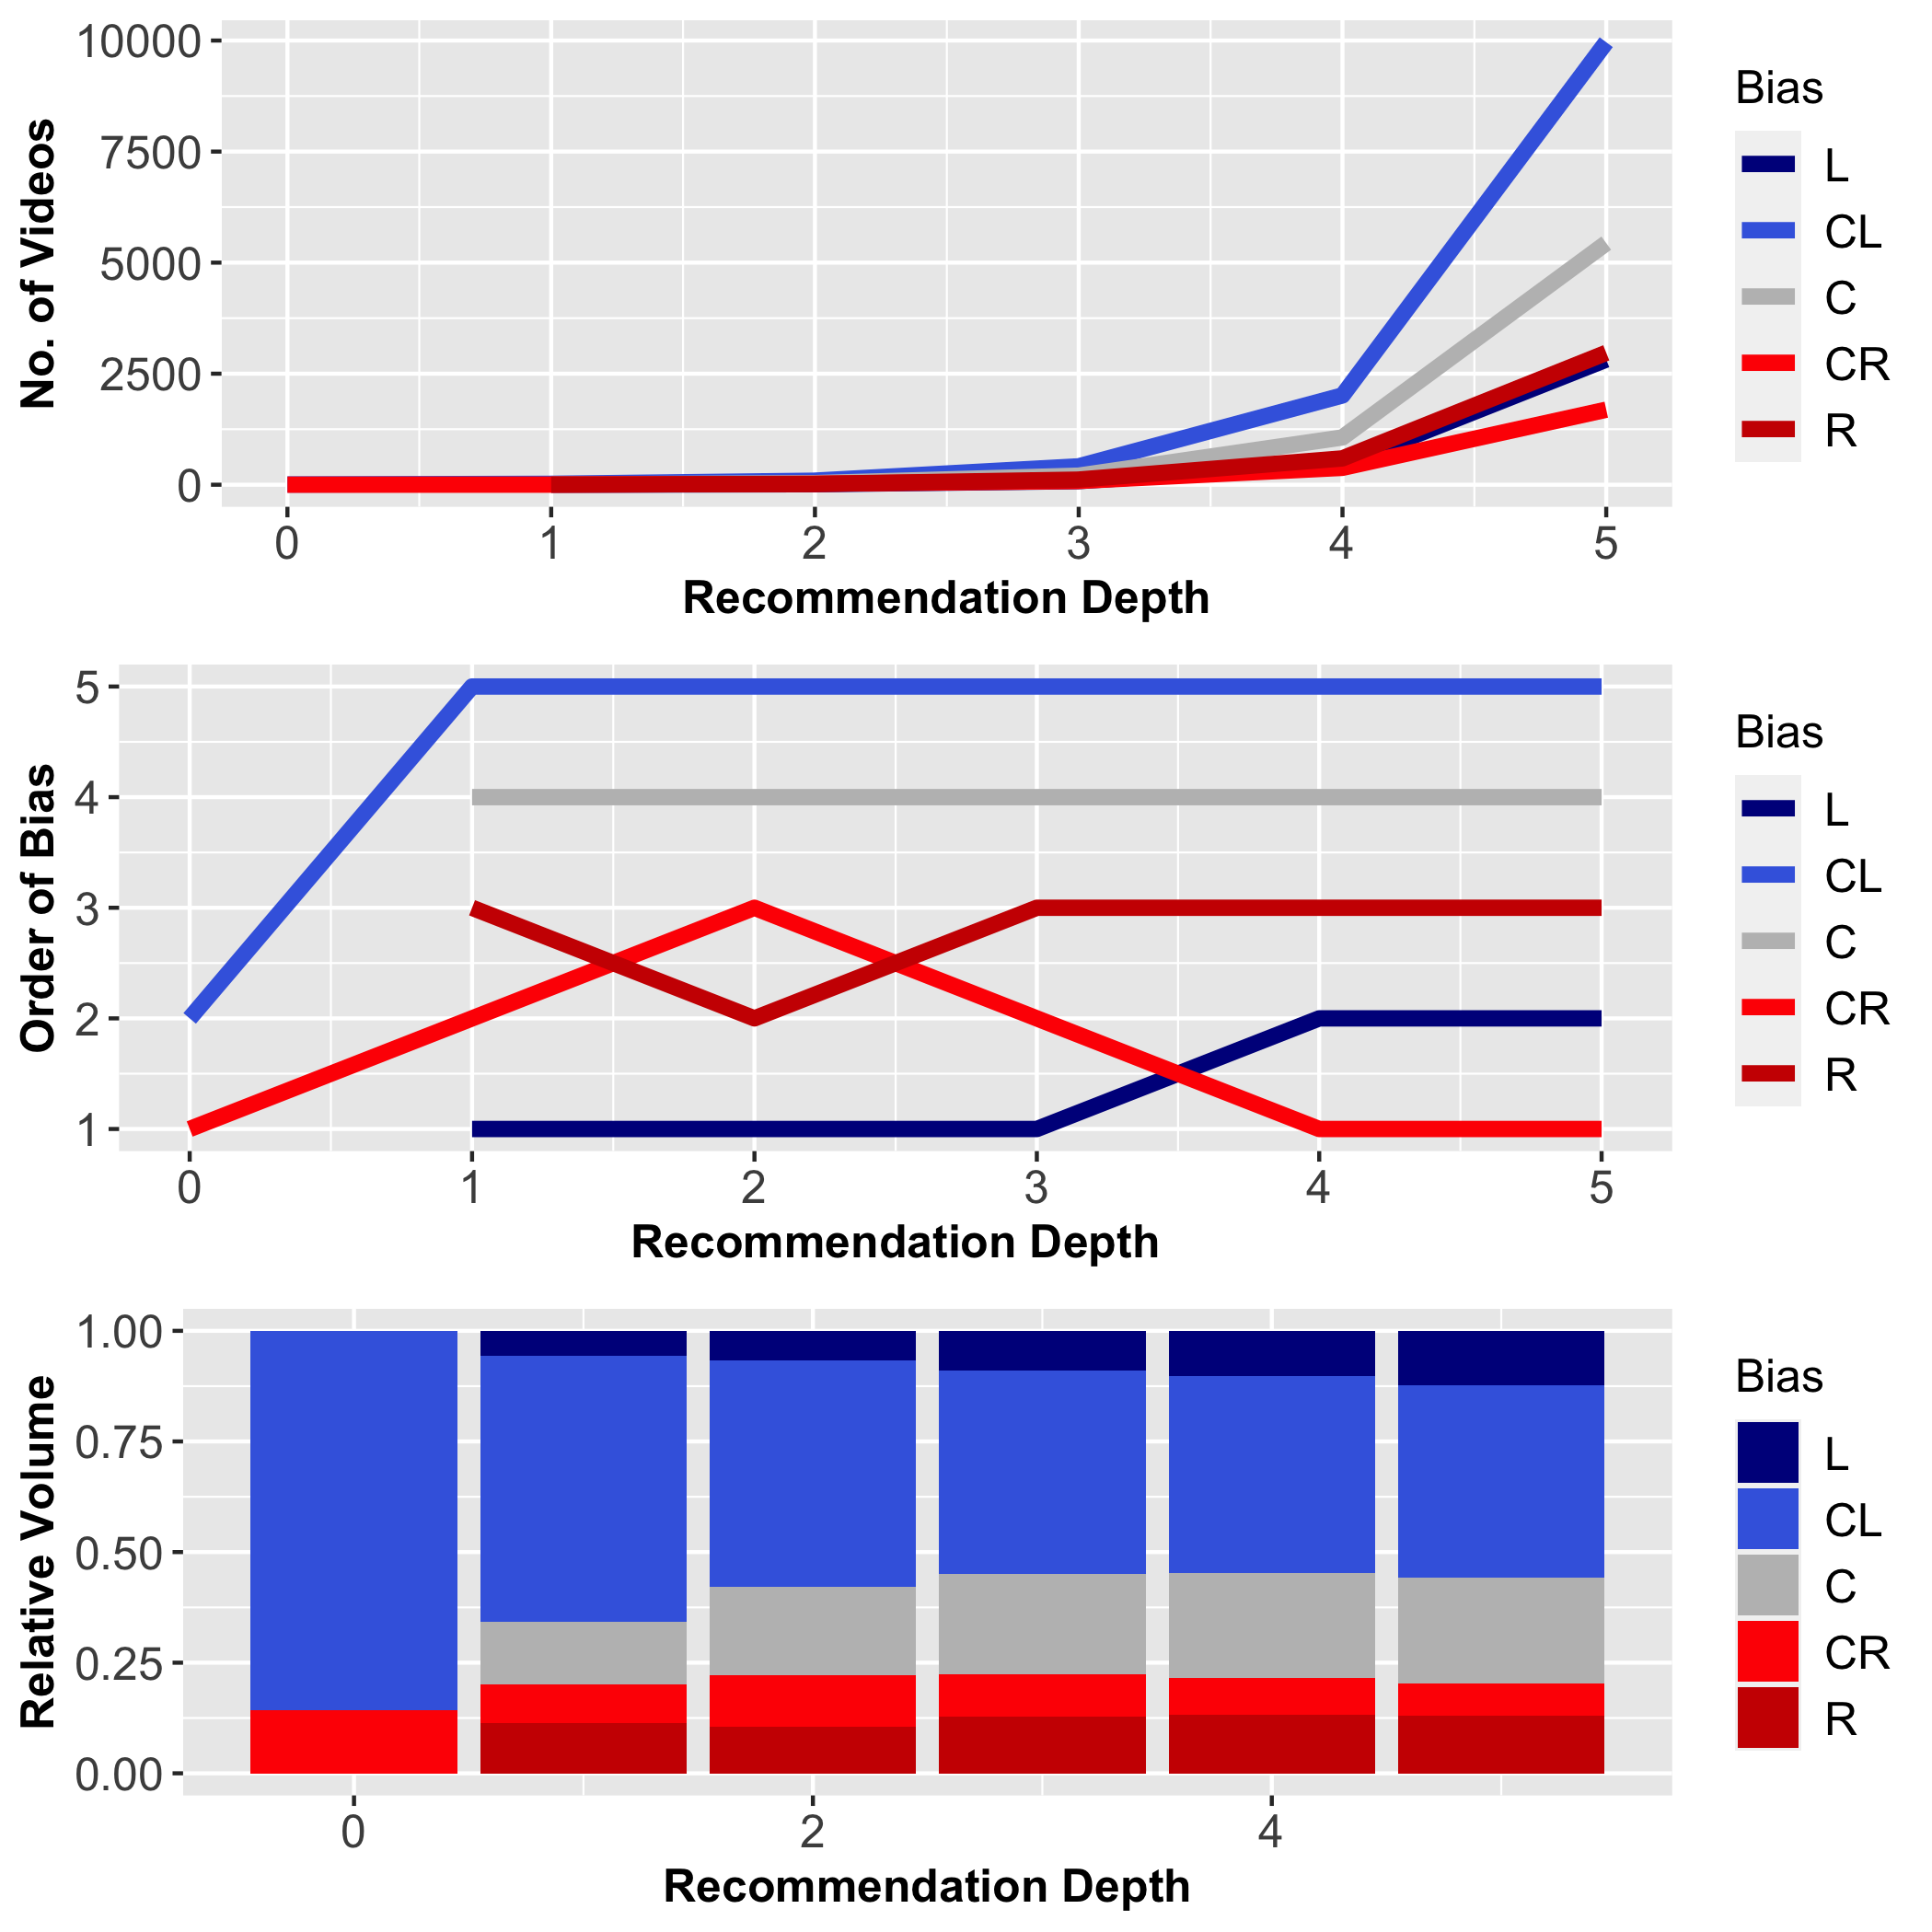 10000
7500
5000
2500
0
No. of Videos
0 1 2 3 4 5
Recommendation Depth
Bias
L
CL
C
CR
R
5
4
3
2
1
Order of Bias
0 1 2 3 4 5
Recommendation Depth
Bias
L
CL
C
CR
R
1.00
0.75
0.50
0.25
0.00
Relative Volume
0 2 4
Recommendation Depth
Bias
L
CL
C
CR
R